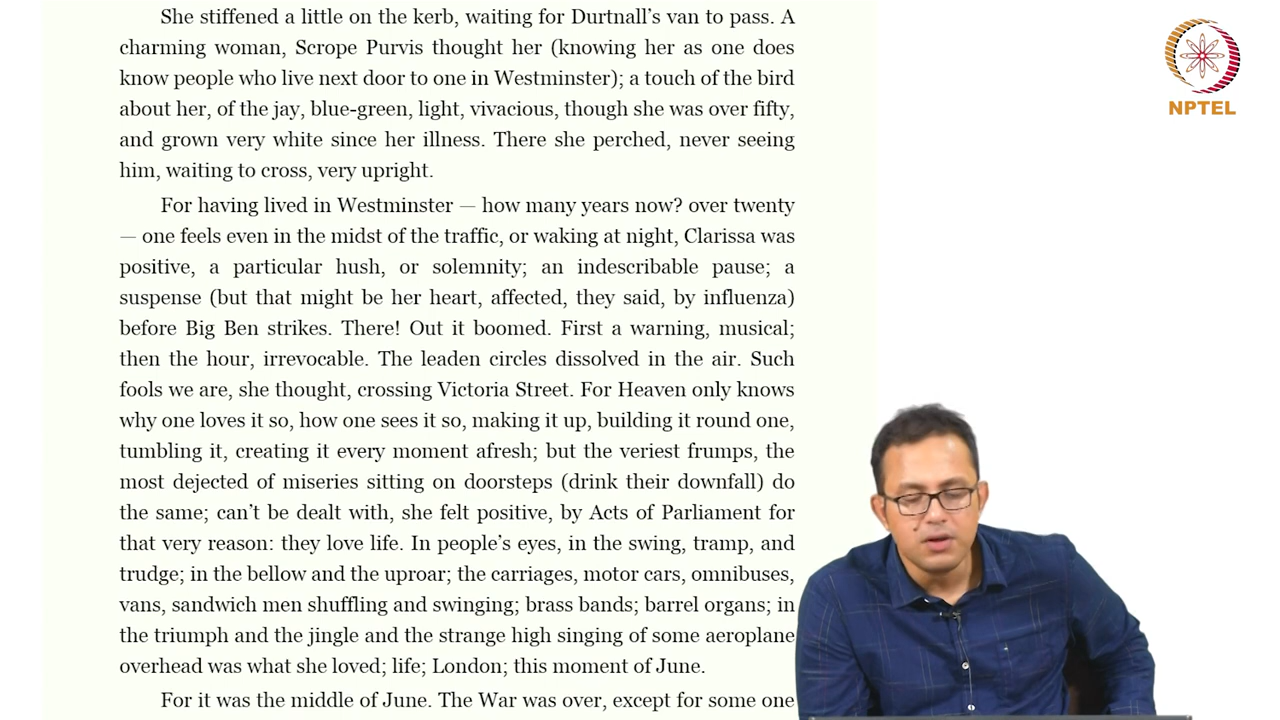 She stiffened a little on the kerb, waiting for Durtnall’s van to pass. A
charming woman, Scrope Purvis thought her (knowing her as one does
know people who live next door to one in Westminster); a touch of the bird
about her, of the jay, blue-green, light, vivacious, though she was over fifty,
and grown very white since her illness. There she perched, never seeing
him, waiting to cross, very upright.
For having lived in Westminster — how many years now? over twenty
— one feels even in the midst of the traffic, or waking at night, Clarissa was
positive, a particular hush, or solemnity; an indescribable pause; a
suspense (but that might be her heart, affected, they said, by influenza)
before Big Ben strikes. There! Out it boomed. First a warning, musical;
then the hour, irrevocable. The leaden circles dissolved in the air. Such
fools we are, she thought, crossing Victoria Street. For Heaven only knows
why one loves it so, how one sees it so, making it up, building it round one,
tumbling it, creating it every moment afresh; but the veriest frumps, the
most dejected of miseries sitting on doorsteps (drink their downfall) do
the same; can’t be dealt with, she felt positive, by Acts of Parliament for
that very reason: they love life. In people’s eyes, in the swing, tramp, and
trudge; in the bellow and the uproar; the carriages, motor cars, omnibuses,
vans, sandwich men shuffling and swinging; brass bands; barrel organs; in
the triumph and the jingle and the strange high singing of some aeroplane
overhead was what she loved; life; London; this moment of June.
For it was the middle of June. The War was over, except for some one
NPTEL